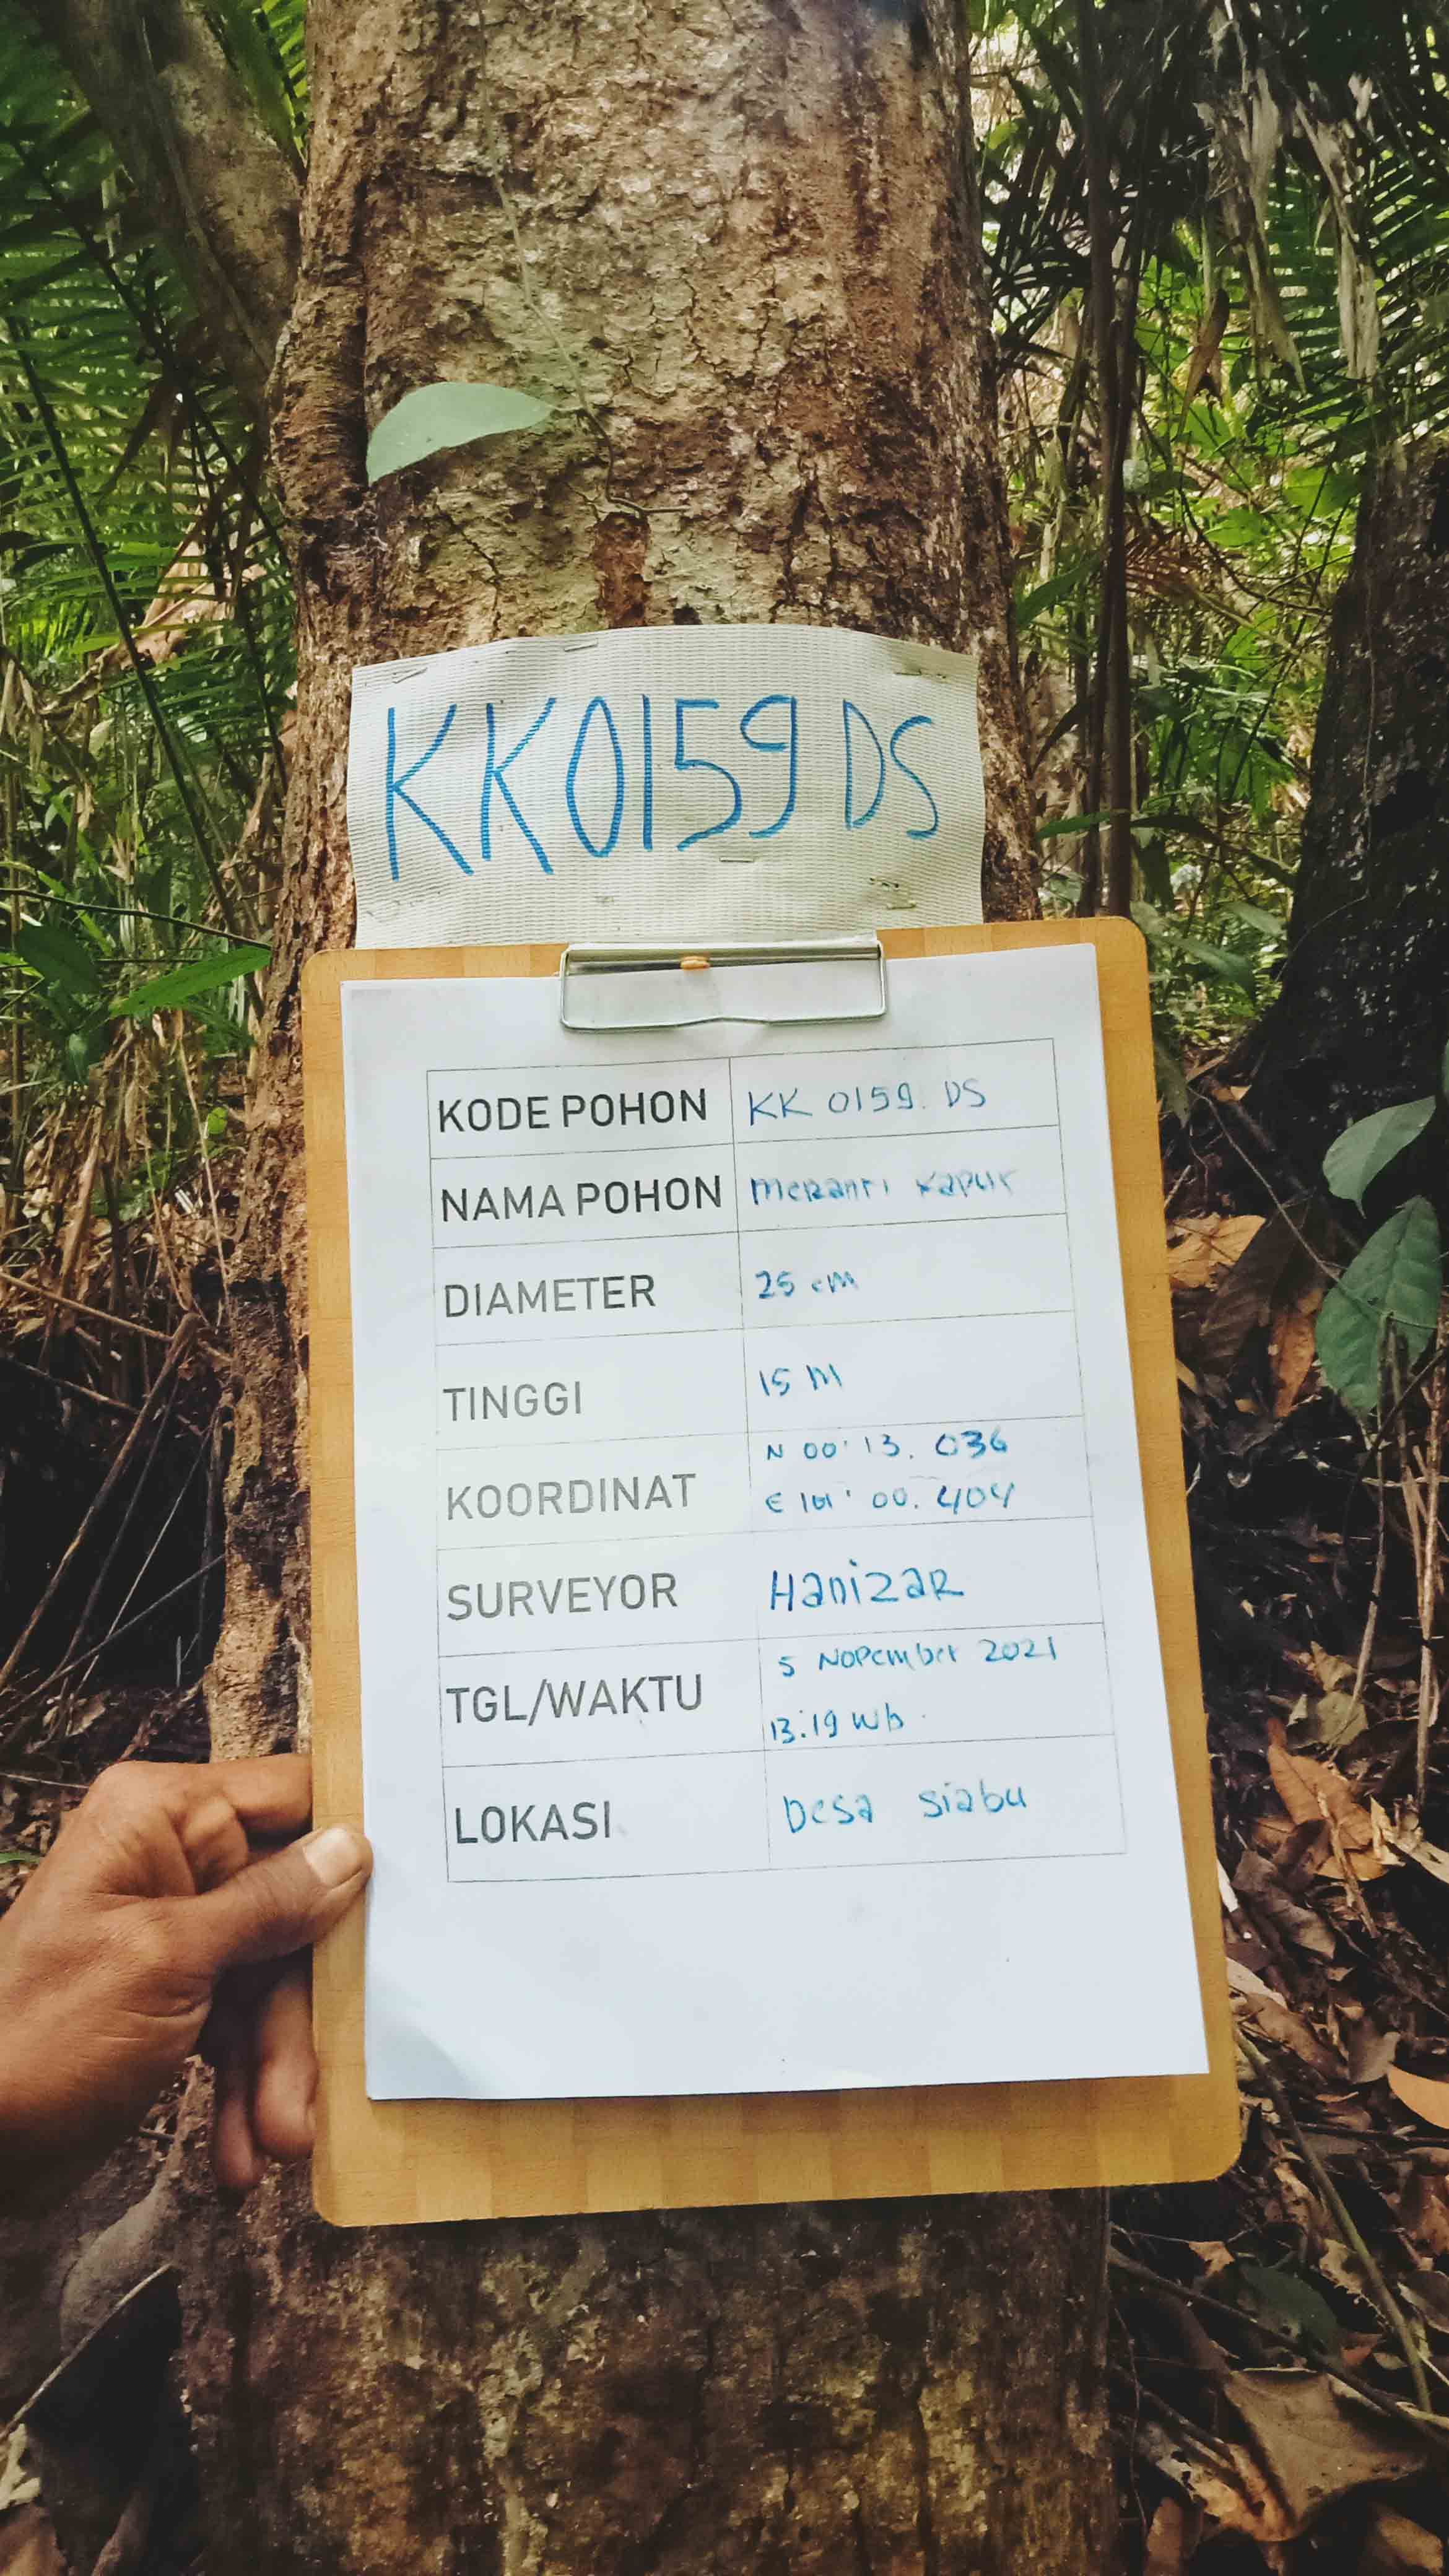 KK0159 DS
KODE POHON KK 0159. DS
NAMA POHON meranti kapur
DIAMETER 25 cm
TINGGI 15 M
KOORDINAT N 00' 13. 036
E 101' 00. 404
SURVEYOR Hanizar
TGL/WAKTU 5 Nopember 2021
13:19 Wb.
LOKASI Desa siabu